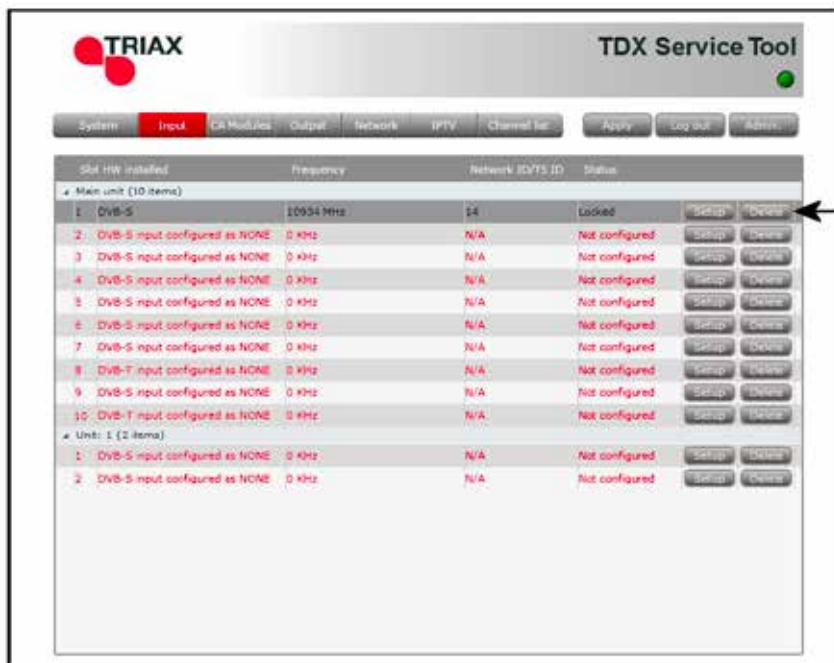 TRIAX
TDX Service Tool
System Input CA Modules Output Network IPTV Channel list Apply Log out Admin.
Slot HW installed Frequency Network ID/TS ID Status
Main unit (10 items)
1 DVB-S 10934 MHz 14 Locked Setup Delete
2 DVB-S input configured as NONE 0 KHz N/A Not configured Setup Delete
3 DVB-S input configured as NONE 0 KHz N/A Not configured Setup Delete
4 DVB-S input configured as NONE 0 KHz N/A Not configured Setup Delete
5 DVB-S input configured as NONE 0 KHz N/A Not configured Setup Delete
6 DVB-S input configured as NONE 0 KHz N/A Not configured Setup Delete
7 DVB-S input configured as NONE 0 KHz N/A Not configured Setup Delete
8 DVB-T input configured as NONE 0 KHz N/A Not configured Setup Delete
9 DVB-S input configured as NONE 0 KHz N/A Not configured Setup Delete
10 DVB-T input configured as NONE 0 KHz N/A Not configured Setup Delete
Unit: 1 (2 items)
1 DVB-S input configured as NONE 0 KHz N/A Not configured Setup Delete
2 DVB-S input configured as NONE 0 KHz N/A Not configured Setup Delete